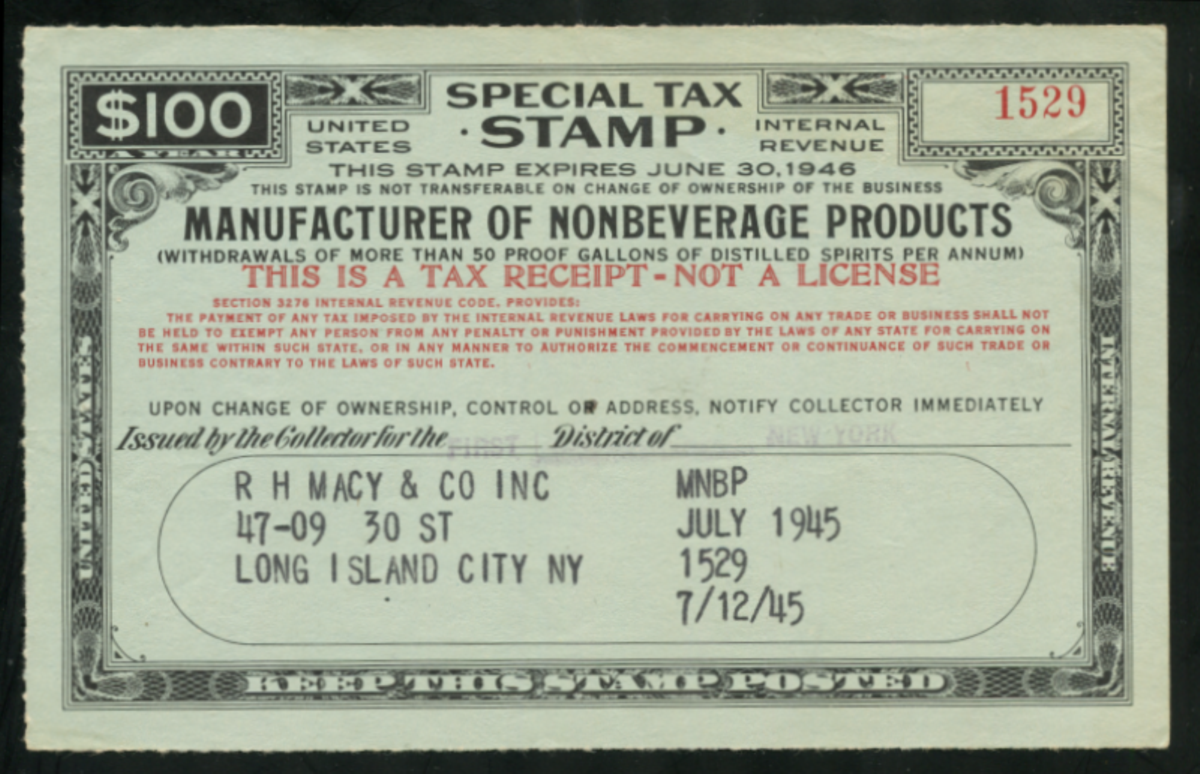 $100
A YEAR
UNITED STATES
SPECIAL TAX
· STAMP ·
INTERNAL REVENUE
1529
THIS STAMP EXPIRES JUNE 30, 1946
THIS STAMP IS NOT TRANSFERABLE ON CHANGE OF OWNERSHIP OF THE BUSINESS
MANUFACTURER OF NONBEVERAGE PRODUCTS
(WITHDRAWALS OF MORE THAN 50 PROOF GALLONS OF DISTILLED SPIRITS PER ANNUM)
THIS IS A TAX RECEIPT - NOT A LICENSE
SECTION 3276 INTERNAL REVENUE CODE, PROVIDES:
THE PAYMENT OF ANY TAX IMPOSED BY THE INTERNAL REVENUE LAWS FOR CARRYING ON ANY TRADE OR BUSINESS SHALL NOT
BE HELD TO EXEMPT ANY PERSON FROM ANY PENALTY OR PUNISHMENT PROVIDED BY THE LAWS OF ANY STATE FOR CARRYING ON
THE SAME WITHIN SUCH STATE, OR IN ANY MANNER TO AUTHORIZE THE COMMENCEMENT OR CONTINUANCE OF SUCH TRADE OR
BUSINESS CONTRARY TO THE LAWS OF SUCH STATE.
UPON CHANGE OF OWNERSHIP, CONTROL OR ADDRESS, NOTIFY COLLECTOR IMMEDIATELY
Issued by the Collector for the FIRST District of NEW YORK
R H MACY & CO INC MNBP
47-09 30 ST JULY 1945
LONG ISLAND CITY NY 1529
7/12/45
INTERNAL REVENUE
KEEP THIS STAMP POSTED